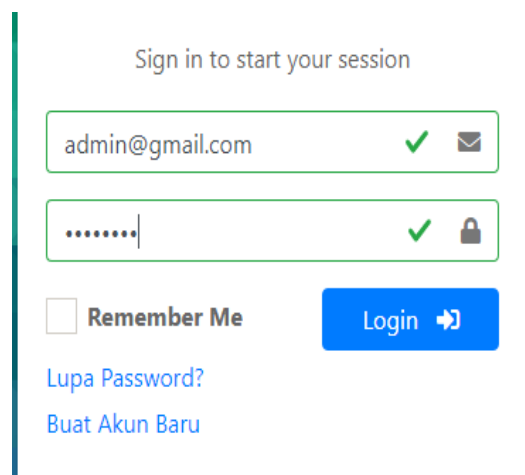 Sign in to start your session
admin@gmail.com
••••••••
Remember Me
Login
Lupa Password?
Buat Akun Baru